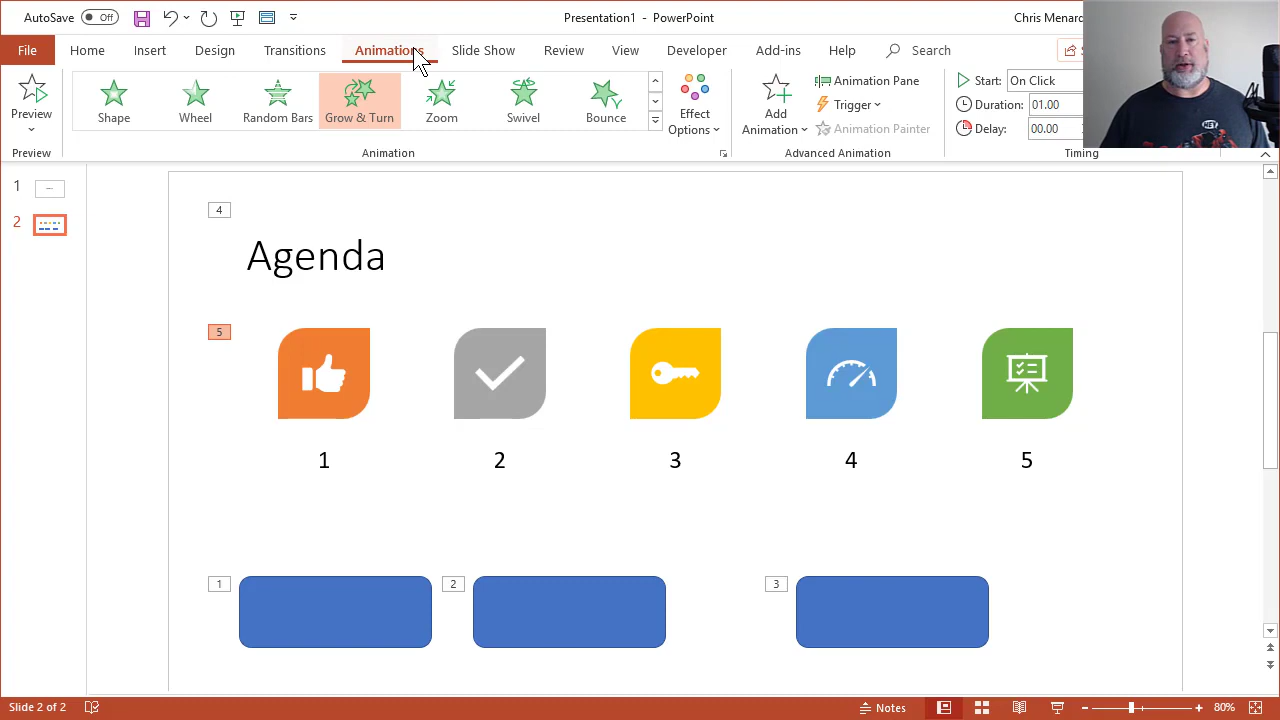 AutoSave Off Presentation1 - PowerPoint Chris Menard
File Home Insert Design Transitions Animations Slide Show Review View Developer Add-ins Help Search
Preview
Shape Wheel Random Bars Grow & Turn Zoom Swivel Bounce
Effect
Options
Add
Animation
Animation Pane
Trigger
Animation Painter
Start: On Click
Duration: 01.00
Delay: 00.00
Preview Animation Advanced Animation Timing
1
2
4
Agenda
5
1 2 3 4 5
1 2 3
Slide 2 of 2 Notes 80%